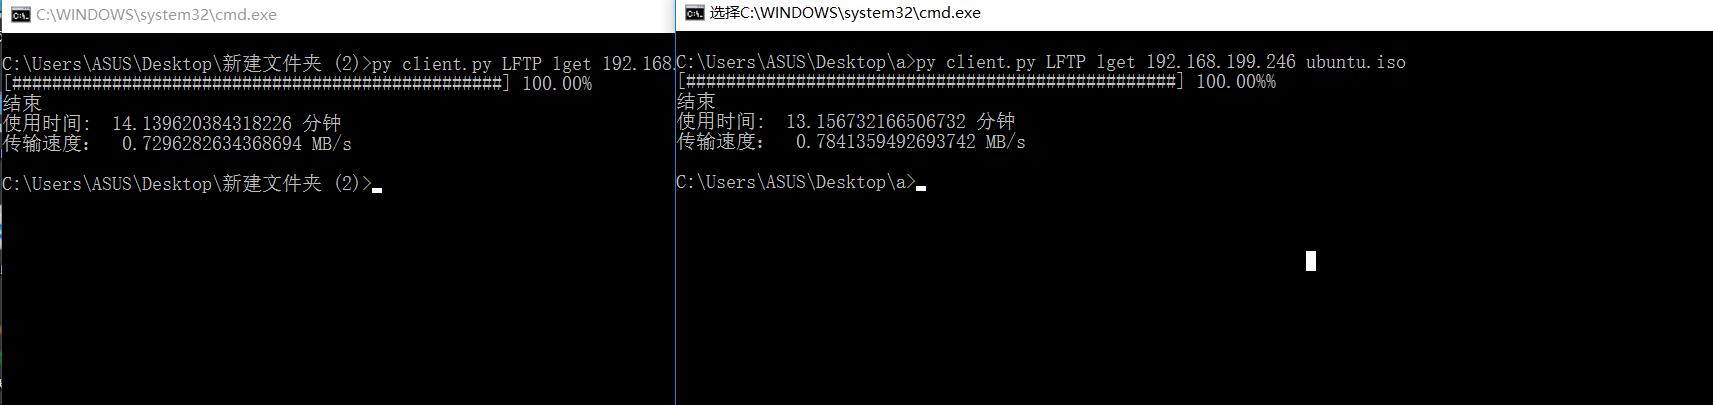 C:\WINDOWS\system32\cmd.exe
C:\Users\ASUS\Desktop\新建文件夹 (2)>py client.py LFTP lget 192.168.
[#################################################] 100.00%
结束
使用时间:  14.139620384318226 分钟
传输速度:   0.7296282634368694 MB/s
C:\Users\ASUS\Desktop\新建文件夹 (2)>
选择C:\WINDOWS\system32\cmd.exe
C:\Users\ASUS\Desktop\a>py client.py LFTP lget 192.168.199.246 ubuntu.iso
[#################################################] 100.00%%
结束
使用时间:  13.156732166506732 分钟
传输速度:   0.7841359492693742 MB/s
C:\Users\ASUS\Desktop\a>